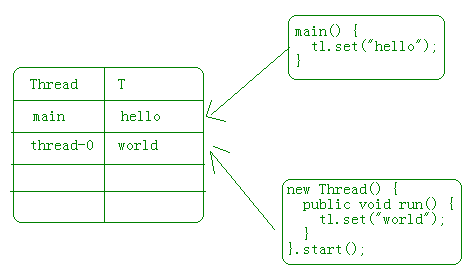 main() {
tl.set("hello");
}
Thread T
main hello
thread-0 world
new Thread() {
public void run() {
tl.set("world");
}
}.start();